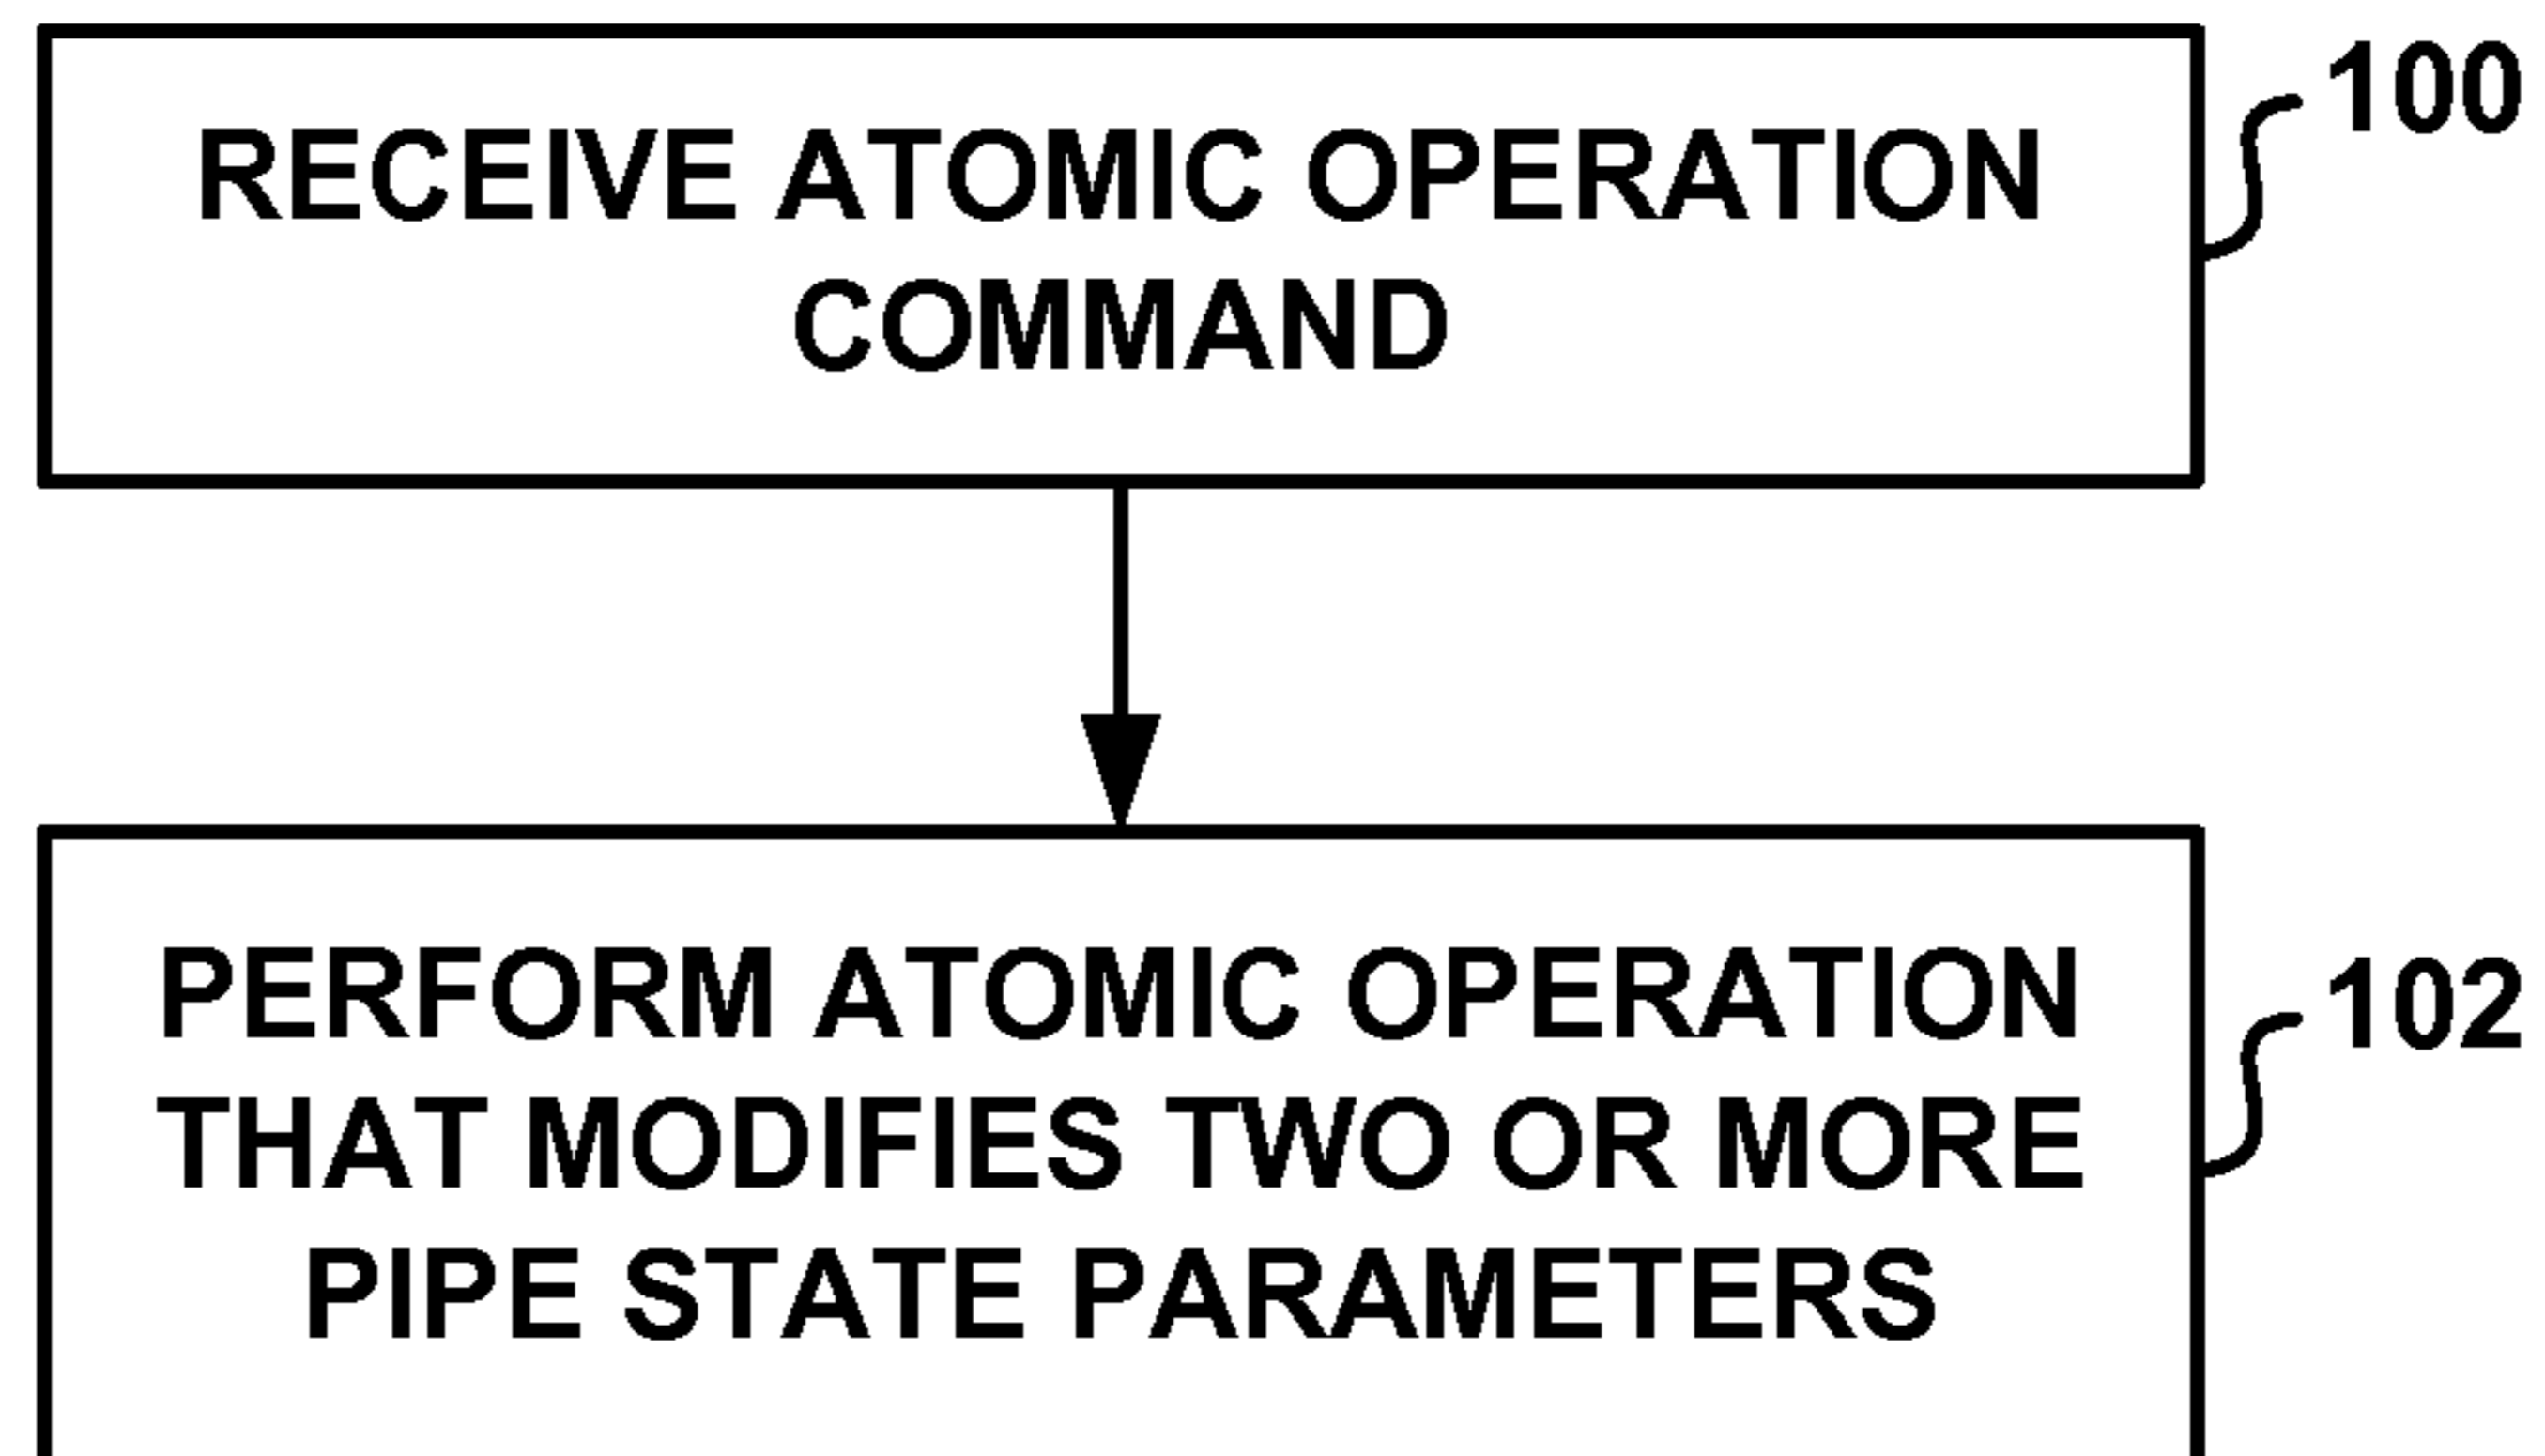 RECEIVE ATOMIC OPERATION
COMMAND
100
PERFORM ATOMIC OPERATION
THAT MODIFIES TWO OR MORE
PIPE STATE PARAMETERS
102